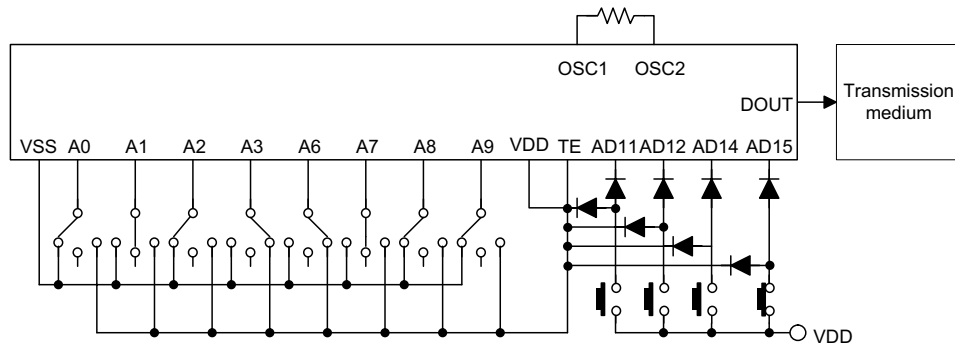 OSC1 OSC2
DOUT
Transmission
medium
VSS A0 A1 A2 A3 A6 A7 A8 A9 VDD TE AD11 AD12 AD14 AD15
VDD